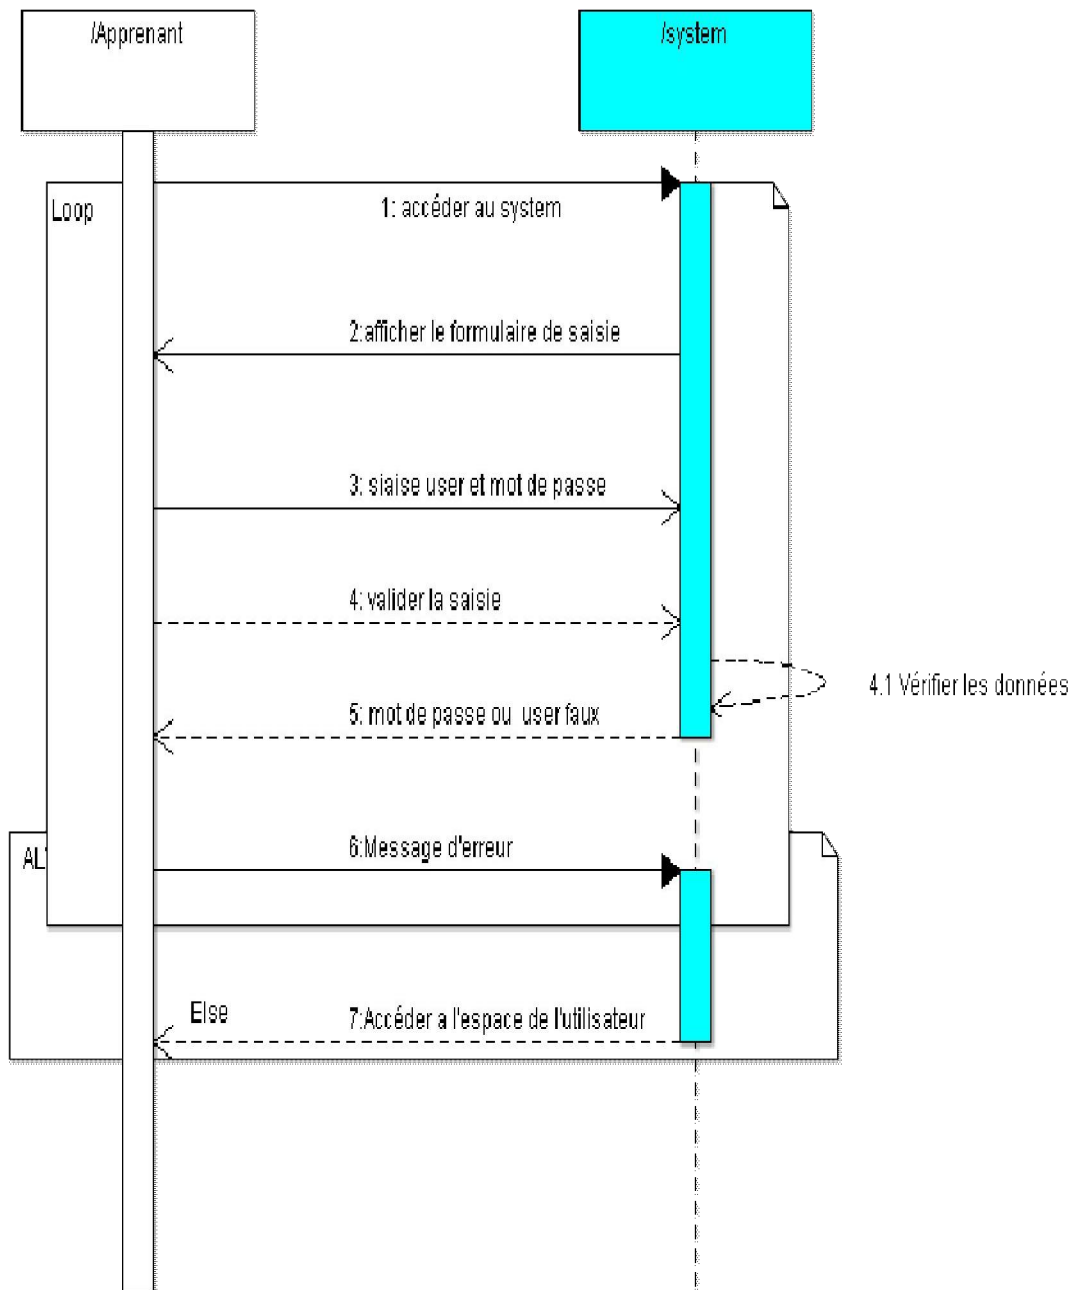 /Apprenant
/system
Loop
1: accéder au system
2:afficher le formulaire de saisie
3: siaise user et mot de passe
4: valider la saisie
4.1 Vérifier les données
5: mot de passe ou user faux
AL
6:Message d'erreur
Else
7:Accéder a l'espace de l'utilisateur